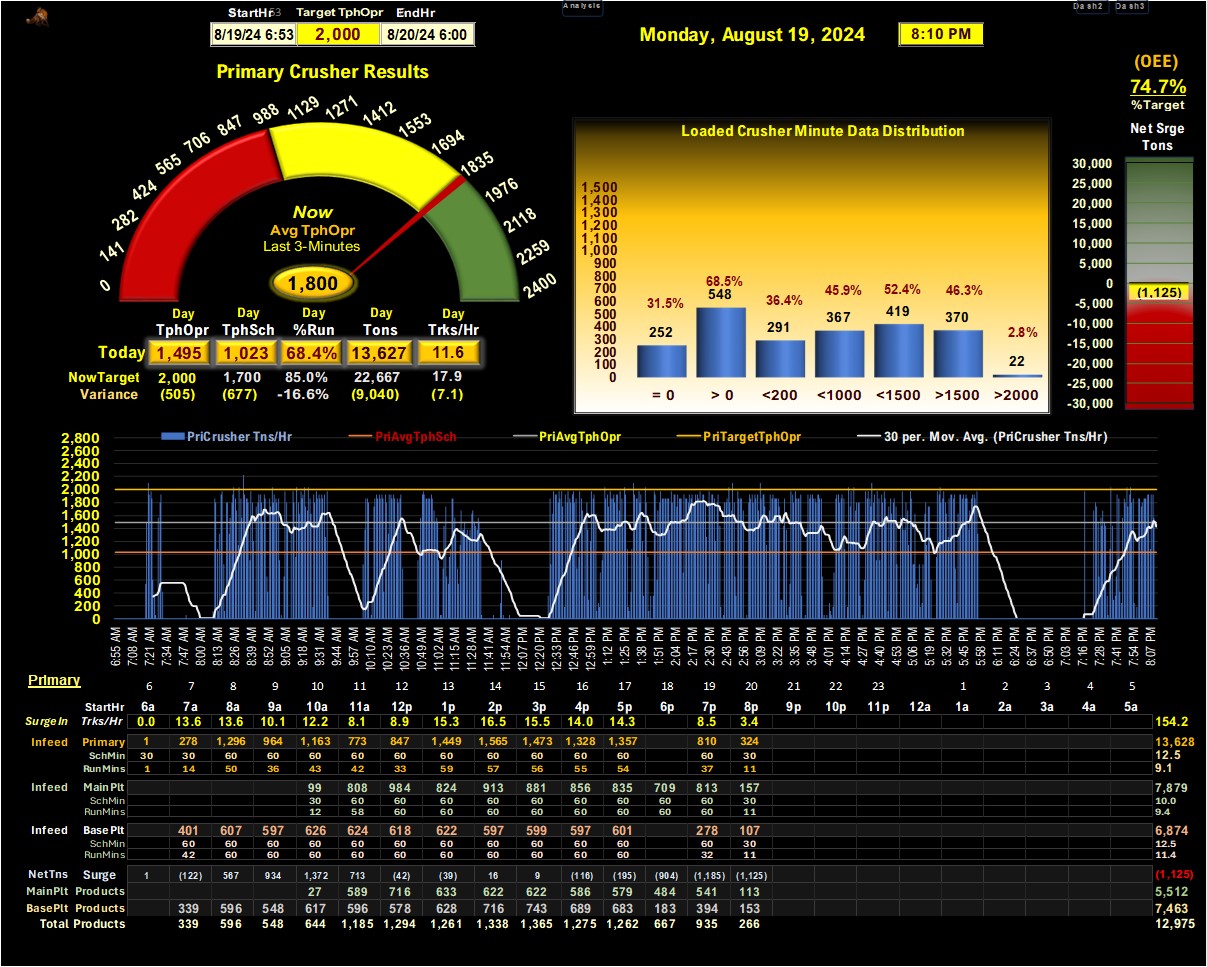 StartHr Target TphOpr EndHr
8/19/24 6:53 2,000 8/20/24 6:00
Analysis
Dash2 Dash3
Monday, August 19, 2024 8:10 PM
(OEE)
74.7%
%Target
Net Srge
Tons
Primary Crusher Results
0 141 282 424 565 706 847 988 1129 1271 1412 1553 1694 1835 1976 2118 2259 2400
Now
Avg TphOpr
Last 3-Minutes
1,800
Day Day Day Day Day
TphOpr TphSch %Run Tons Trks/Hr
Today 1,495 1,023 68.4% 13,627 11.6
NowTarget 2,000 1,700 85.0% 22,667 17.9
Variance (505) (677) -16.6% (9,040) (7.1)
Loaded Crusher Minute Data Distribution
1,500
1,400
1,300
1,200
1,100
1,000
900
800
700
600
500
400
300
200
100
0
31.5% 68.5% 36.4% 45.9% 52.4% 46.3% 2.8%
252 548 291 367 419 370 22
= 0 > 0 <200 <1000 <1500 >1500 >2000
30,000
25,000
20,000
15,000
10,000
5,000
0
(1,125)
-5,000
-10,000
-15,000
-20,000
-25,000
-30,000
PriCrusher Tns/Hr PriAvgTphSch PriAvgTphOpr PriTargetTphOpr 30 per. Mov. Avg. (PriCrusher Tns/Hr)
2,800
2,600
2,400
2,200
2,000
1,800
1,600
1,400
1,200
1,000
800
600
400
200
0
6:55 AM 7:08 AM 7:21 AM 7:34 AM 7:47 AM 8:00 AM 8:13 AM 8:26 AM 8:39 AM 8:52 AM 9:05 AM 9:18 AM 9:31 AM 9:44 AM 9:57 AM 10:10 AM 10:23 AM 10:36 AM 10:49 AM 11:02 AM 11:15 AM 11:28 AM 11:41 AM 11:54 AM 12:07 PM 12:20 PM 12:33 PM 12:46 PM 12:59 PM 1:12 PM 1:25 PM 1:38 PM 1:51 PM 2:04 PM 2:17 PM 2:30 PM 2:43 PM 2:56 PM 3:09 PM 3:22 PM 3:35 PM 3:48 PM 4:01 PM 4:14 PM 4:27 PM 4:40 PM 4:53 PM 5:06 PM 5:19 PM 5:32 PM 5:45 PM 5:58 PM 6:11 PM 6:24 PM 6:37 PM 6:50 PM 7:03 PM 7:16 PM 7:28 PM 7:41 PM 7:54 PM 8:07 PM
Primary
6 7 8 9 10 11 12 13 14 15 16 17 18 19 20 21 22 23 1 2 3 4 5
StartHr 6a 7a 8a 9a 10a 11a 12p 1p 2p 3p 4p 5p 6p 7p 8p 9p 10p 11p 12a 1a 2a 3a 4a 5a
SurgeIn Trks/Hr 0.0 13.6 13.6 10.1 12.2 8.1 8.9 15.3 16.5 15.5 14.0 14.3 8.5 3.4 154.2
Infeed Primary 1 278 1,296 964 1,163 773 847 1,449 1,565 1,473 1,328 1,357 810 324 13,628
SchMin 30 30 60 60 60 60 60 60 60 60 60 60 60 30 12.5
RunMins 1 14 50 36 43 42 33 59 57 56 55 54 37 11 9.1
Infeed MainPlt 99 808 984 824 913 881 856 835 709 813 157 7,879
SchMin 30 60 60 60 60 60 60 60 60 60 30 10.0
RunMins 12 58 60 60 60 60 60 60 60 60 11 9.4
Infeed BasePlt 401 607 597 626 624 618 622 597 599 597 601 278 107 6,874
SchMin 60 60 60 60 60 60 60 60 60 60 60 60 30 12.5
RunMins 42 60 60 60 60 60 60 60 60 60 60 32 11 11.4
NetTns Surge 1 (122) 567 934 1,372 713 (42) (39) 16 9 (116) (195) (904) (1,185) (1,125) (1,125)
MainPlt Products 27 589 716 633 622 622 586 579 484 541 113 5,512
BasePlt Products 339 596 548 617 596 578 628 716 743 689 683 183 394 153 7,463
Total Products 339 596 548 644 1,185 1,294 1,261 1,338 1,365 1,275 1,262 667 935 266 12,975